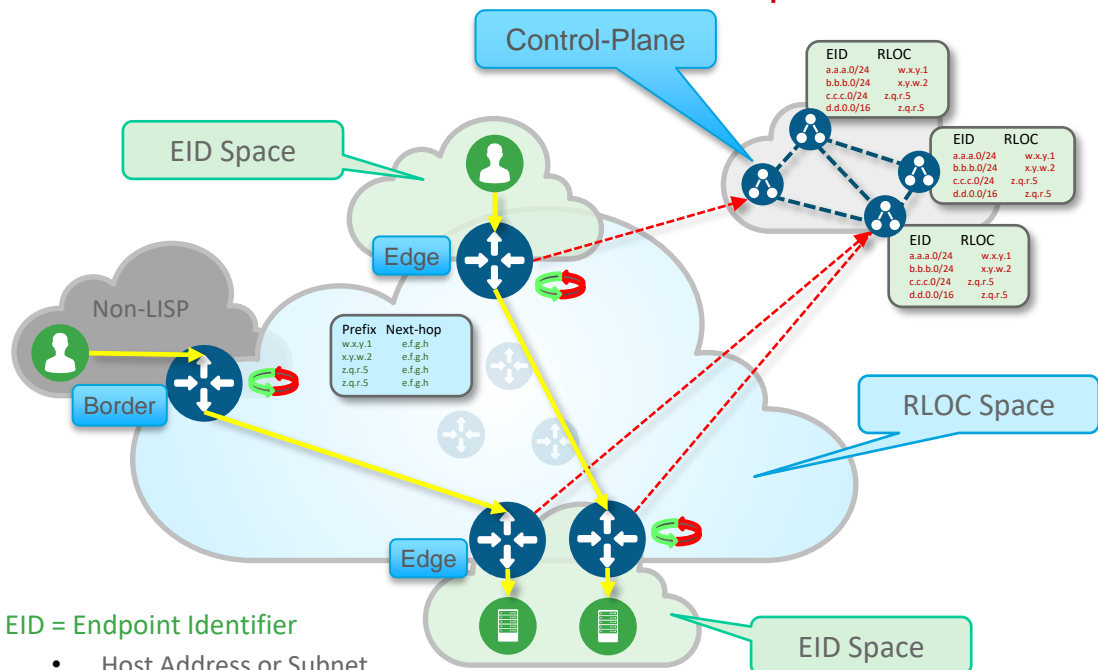 Control-Plane
EID RLOC
a.a.a.0/24 w.x.y.1
b.b.b.0/24 x.y.w.2
c.c.c.0/24 z.q.r.5
d.d.0.0/16 z.q.r.5
EID Space
EID RLOC
a.a.a.0/24 w.x.y.1
b.b.b.0/24 x.y.w.2
c.c.c.0/24 z.q.r.5
d.d.0.0/16 z.q.r.5
Edge
EID RLOC
a.a.a.0/24 w.x.y.1
b.b.b.0/24 x.y.w.2
c.c.c.0/24 z.q.r.5
d.d.0.0/16 z.q.r.5
Non-LISP
Prefix Next-hop
w.x.y.1 e.f.g.h
x.y.w.2 e.f.g.h
z.q.r.5 e.f.g.h
z.q.r.5 e.f.g.h
Border
RLOC Space
Edge
EID = Endpoint Identifier
• Host Address or Subnet
EID Space